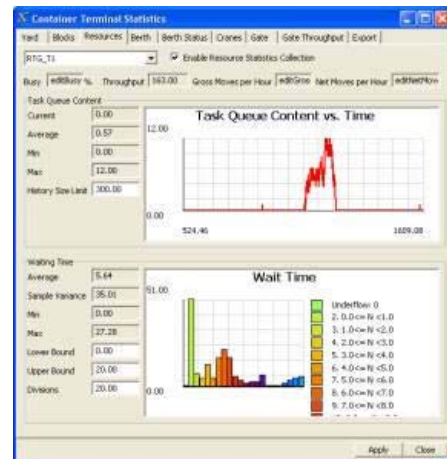 Container Terminal Statistics
Yard Blocks Resources Berth Berth Status Cranes Gate Gate Throughput Export
RTG_T1 Enable Resource Statistics Collection
Busy editBusy % Throughput 163.00 Gross Moves per Hour editGros Net Moves per Hour editNetMov
Task Queue Content
Current 0.00
Average 0.57
Min 0.00
Max 12.00
History Size Limit 300.00
Task Queue Content vs. Time
12.00
0.00
524.46 1609.08
Waiting Time
Average 5.64
Sample Variance 35.01
Min 0.00
Max 27.28
Lower Bound 0.00
Upper Bound 20.00
Divisions 20.00
Wait Time
51.00
0.00
Underflow: 0
2. 0.0<= N <1.0
3. 1.0<= N <2.0
4. 2.0<= N <3.0
5. 3.0<= N <4.0
6. 4.0<= N <5.0
7. 5.0<= N <6.0
8. 6.0<= N <7.0
9. 7.0<= N <8.0
Apply Close